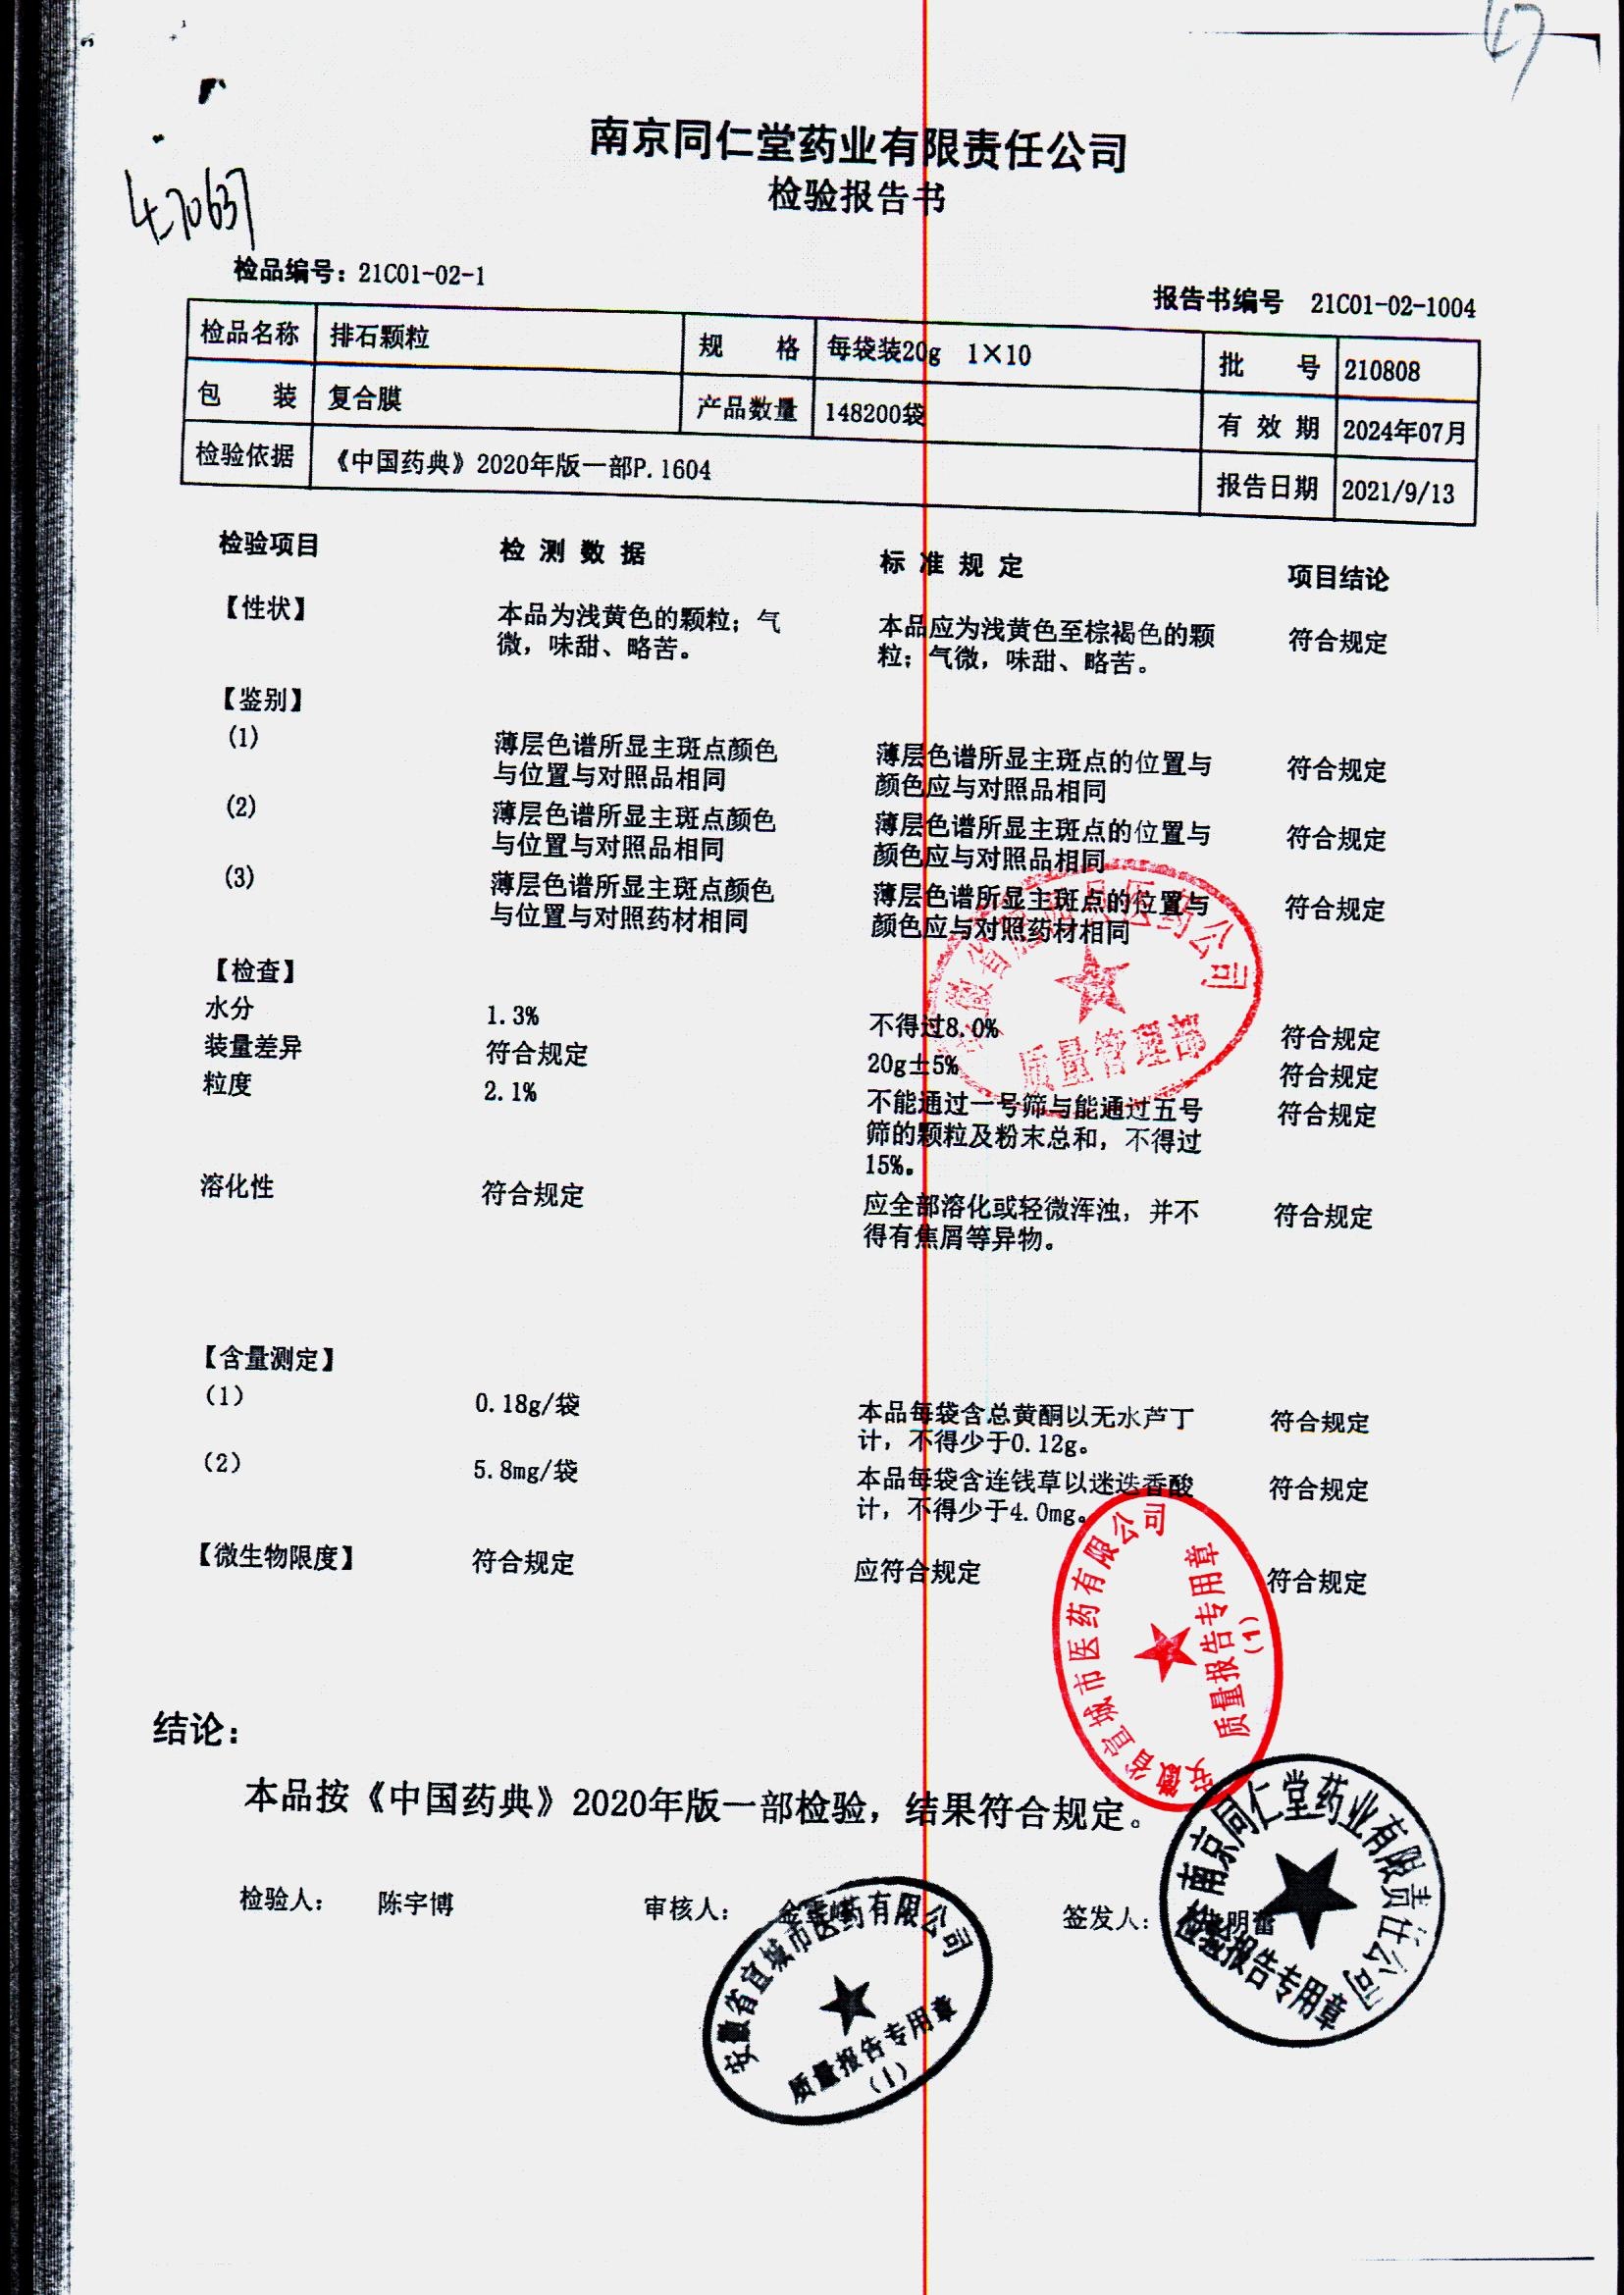 47
470637
南京同仁堂药业有限责任公司
检验报告书
检品编号：21C01-02-1
报告书编号 21C01-02-1004
检品名称 排石颗粒 规 格 每袋装20g 1×10 批 号 210808
包 装 复合膜 产品数量 148200袋 有 效 期 2024年07月
检验依据 《中国药典》2020年版一部P.1604 报告日期 2021/9/13
检验项目 检 测 数 据 标 准 规 定 项目结论
【性状】 本品为浅黄色的颗粒；气 本品应为浅黄色至棕褐色的颗 符合规定
微，味甜、略苦。 粒；气微，味甜、略苦。
【鉴别】
(1) 薄层色谱所显主斑点颜色 薄层色谱所显主斑点的位置与 符合规定
与位置与对照品相同 颜色应与对照品相同
(2) 薄层色谱所显主斑点颜色 薄层色谱所显主斑点的位置与 符合规定
与位置与对照品相同 颜色应与对照品相同
(3) 薄层色谱所显主斑点颜色 薄层色谱所显主斑点的位置与 符合规定
与位置与对照药材相同 颜色应与对照药材相同
【检查】
水分 1.3% 不得过8.0% 符合规定
装量差异 符合规定 20g±5% 符合规定
粒度 2.1% 不能通过一号筛与能通过五号 符合规定
筛的颗粒及粉末总和，不得过
15%。
溶化性 符合规定 应全部溶化或轻微浑浊，并不 符合规定
得有焦屑等异物。
医药公司
质量管理部
【含量测定】
(1) 0.18g/袋 本品每袋含总黄酮以无水芦丁 符合规定
计，不得少于0.12g。
(2) 5.8mg/袋 本品每袋含连钱草以迷迭香酸 符合规定
计，不得少于4.0mg。
【微生物限度】 符合规定 应符合规定 符合规定
安徽省宣城市医药有限公司
质量报告专用章
(1)
结论：
本品按《中国药典》2020年版一部检验，结果符合规定。
检验人： 陈宇博 审核人： 签发人： 明蕾
安徽省宣城市医药有限公司
质量报告专用章
(1)
南京同仁堂药业有限责任公司
检验报告专用章